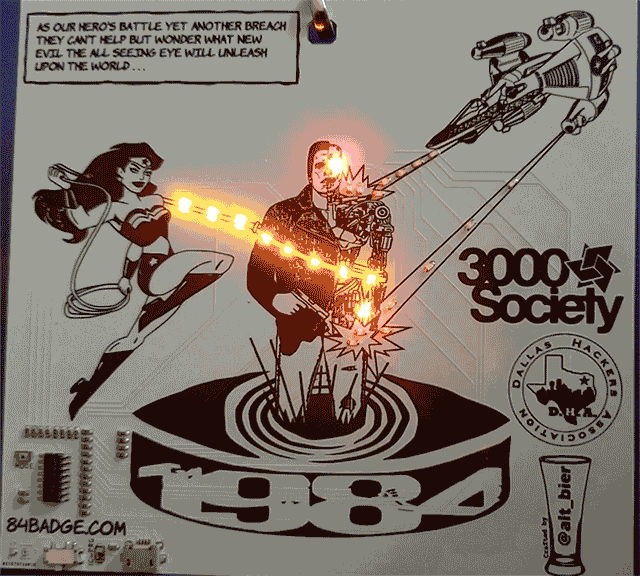 AS OUR HERO'S BATTLE YET ANOTHER BREACH
THEY CAN'T HELP BUT WONDER WHAT NEW
EVIL THE ALL SEEING EYE WILL UNLEASH
UPON THE WORLD...
3000
Society
DALLAS HACKERS ASSOCIATION
D.H.A.
1984
84BADGE.COM
Crafted by
@alt_bier